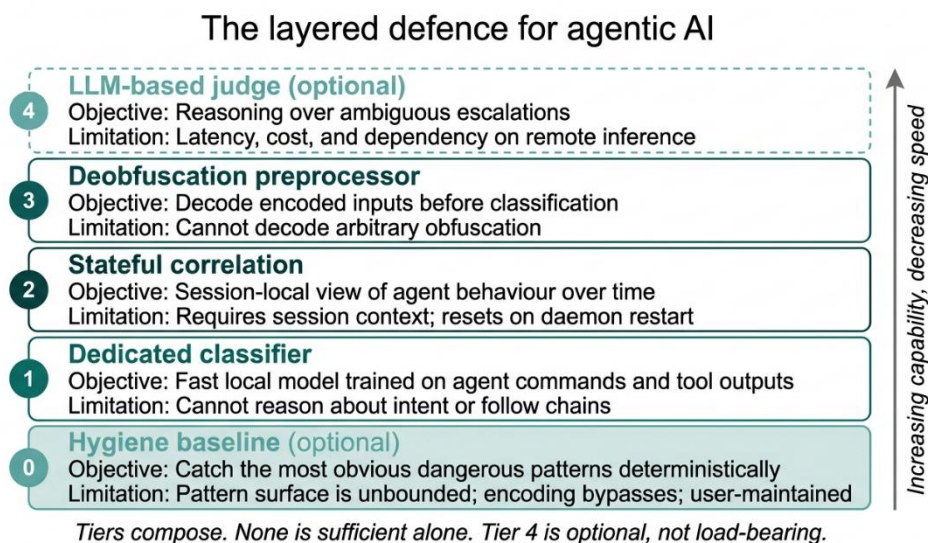 The layered defence for agentic AI
4
LLM-based judge (optional)
Objective: Reasoning over ambiguous escalations
Limitation: Latency, cost, and dependency on remote inference
3
Deobfuscation preprocessor
Objective: Decode encoded inputs before classification
Limitation: Cannot decode arbitrary obfuscation
2
Stateful correlation
Objective: Session-local view of agent behaviour over time
Limitation: Requires session context; resets on daemon restart
1
Dedicated classifier
Objective: Fast local model trained on agent commands and tool outputs
Limitation: Cannot reason about intent or follow chains
0
Hygiene baseline (optional)
Objective: Catch the most obvious dangerous patterns deterministically
Limitation: Pattern surface is unbounded; encoding bypasses; user-maintained
Increasing capability, decreasing speed
Tiers compose. None is sufficient alone. Tier 4 is optional, not load-bearing.